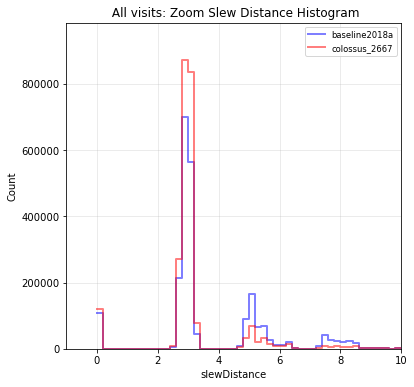 All visits: Zoom Slew Distance Histogram
baseline2018a
colossus_2667
800000
600000
400000
200000
0
Count
0 2 4 6 8 10
slewDistance